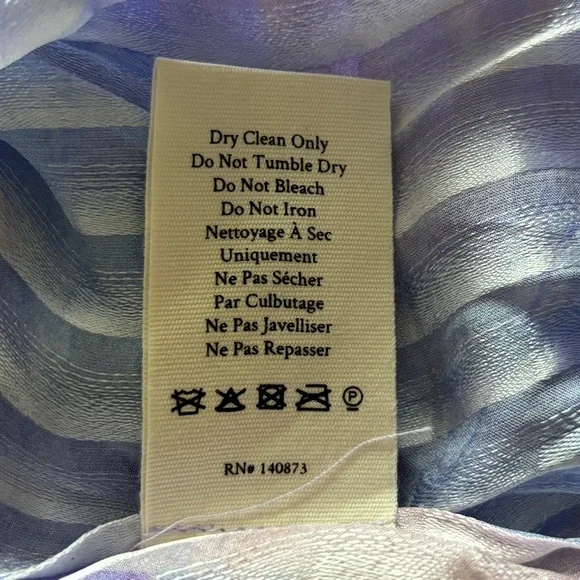 Dry Clean Only
Do Not Tumble Dry
Do Not Bleach
Do Not Iron
Nettoyage À Sec
Uniquement
Ne Pas Sécher
Par Culbutage
Ne Pas Javelliser
Ne Pas Repasser
P
RN# 140873